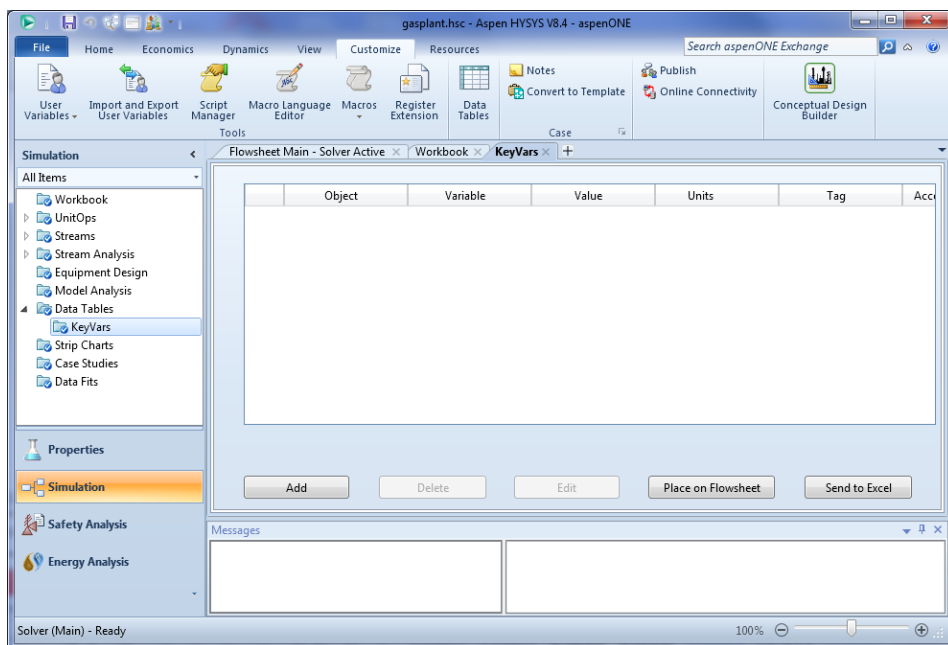 gasplant.hsc - Aspen HYSYS V8.4 - aspenONE
File Home Economics Dynamics View Customize Resources Search aspenONE Exchange
User Variables
Import and Export User Variables
Script Manager
Macro Language Editor
Macros
Register Extension
Data Tables
Notes
Convert to Template
Publish
Online Connectivity
Conceptual Design Builder
Tools
Case
Simulation
All Items
Workbook
UnitOps
Streams
Stream Analysis
Equipment Design
Model Analysis
Data Tables
KeyVars
Strip Charts
Case Studies
Data Fits
Properties
Simulation
Safety Analysis
Energy Analysis
Flowsheet Main - Solver Active Workbook KeyVars
Object Variable Value Units Tag Acc
Add Delete Edit Place on Flowsheet Send to Excel
Messages
Solver (Main) - Ready 100%